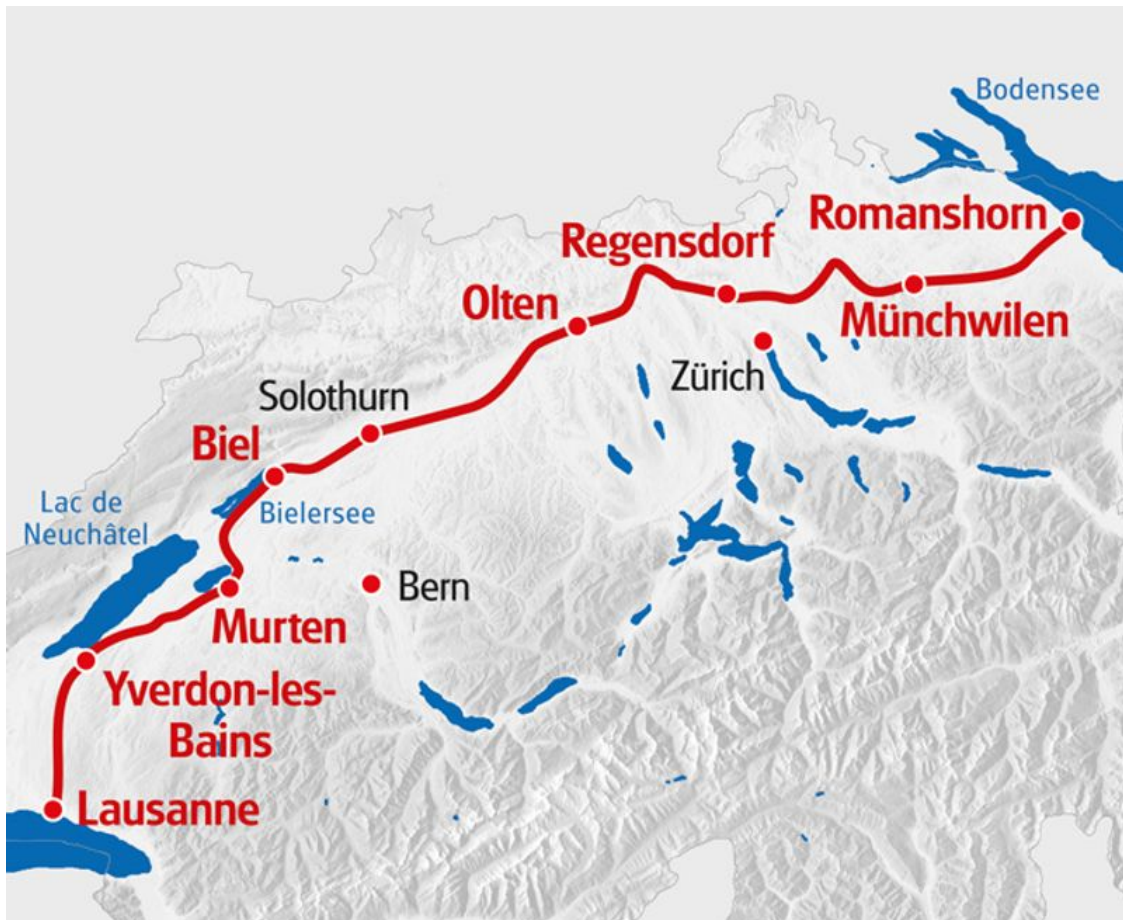 Bodensee
Romanshorn
Regensdorf
Olten
Münchwilen
Zürich
Solothurn
Biel
Lac de
Neuchâtel
Bielersee
Bern
Murten
Yverdon-les-
Bains
Lausanne